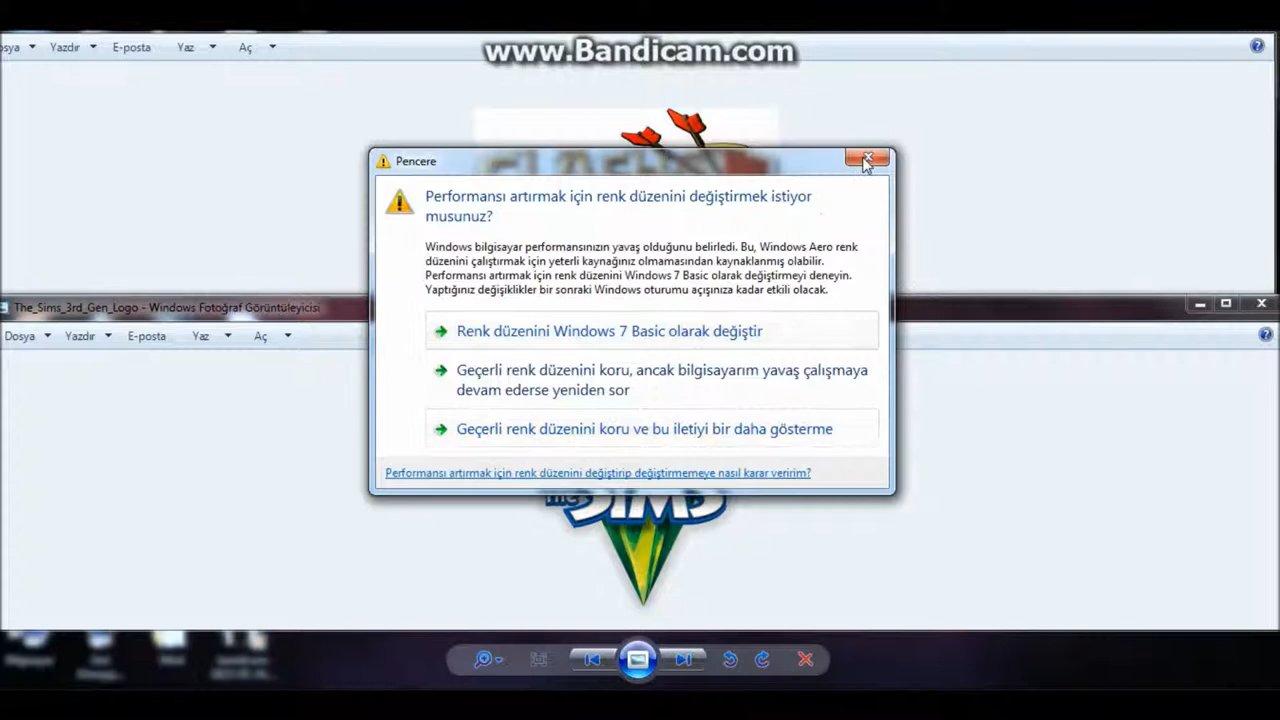 www.Bandicam.com
Yazdır E-posta Yaz Aç
Pencere
Performansı artırmak için renk düzenini değiştirmek istiyor
musunuz?
Windows bilgisayar performansınızın yavaş olduğunu belirledi. Bu, Windows Aero renk
düzenini çalıştırmak için yeterli kaynağınız olmamasından kaynaklanmış olabilir.
Performansı artırmak için renk düzenini Windows 7 Basic olarak değiştirmeyi deneyin.
Yaptığınız değişiklikler bir sonraki Windows oturumu açışınıza kadar etkili olacak.
The_Sims_3rd_Gen_Logo - Windows Fotoğraf Görüntüleyicisi
Dosya Yazdır E-posta Yaz Aç
Renk düzenini Windows 7 Basic olarak değiştir
Geçerli renk düzenini koru, ancak bilgisayarım yavaş çalışmaya
devam ederse yeniden sor
Geçerli renk düzenini koru ve bu iletiyi bir daha gösterme
Performansı artırmak için renk düzenini değiştirip değiştirmemeye nasıl karar veririm?
The SIMS